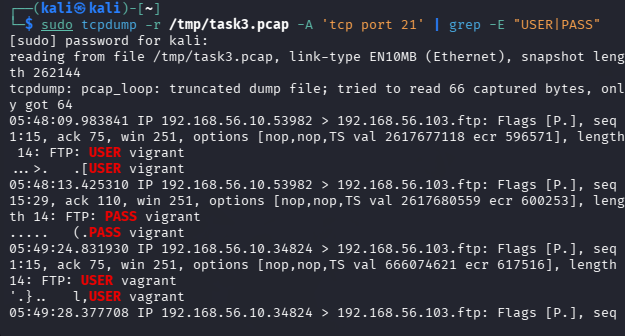 ┌──(kali㉿kali)-[~]
└─$ sudo tcpdump -r /tmp/task3.pcap -A 'tcp port 21' | grep -E "USER|PASS"
[sudo] password for kali:
reading from file /tmp/task3.pcap, link-type EN10MB (Ethernet), snapshot leng
th 262144
tcpdump: pcap_loop: truncated dump file; tried to read 66 captured bytes, onl
y got 64
05:48:09.983841 IP 192.168.56.10.53982 > 192.168.56.103.ftp: Flags [P.], seq
1:15, ack 75, win 251, options [nop,nop,TS val 2617677118 ecr 596571], length
14: FTP: USER vigrant
...>.   .[USER vigrant
05:48:13.425310 IP 192.168.56.10.53982 > 192.168.56.103.ftp: Flags [P.], seq
15:29, ack 110, win 251, options [nop,nop,TS val 2617680559 ecr 600253], leng
th 14: FTP: PASS vigrant
.....   (.PASS vigrant
05:49:24.831930 IP 192.168.56.10.34824 > 192.168.56.103.ftp: Flags [P.], seq
1:15, ack 75, win 251, options [nop,nop,TS val 666074621 ecr 617516], length
14: FTP: USER vagrant
'.}..   l,USER vagrant
05:49:28.377708 IP 192.168.56.10.34824 > 192.168.56.103.ftp: Flags [P.], seq